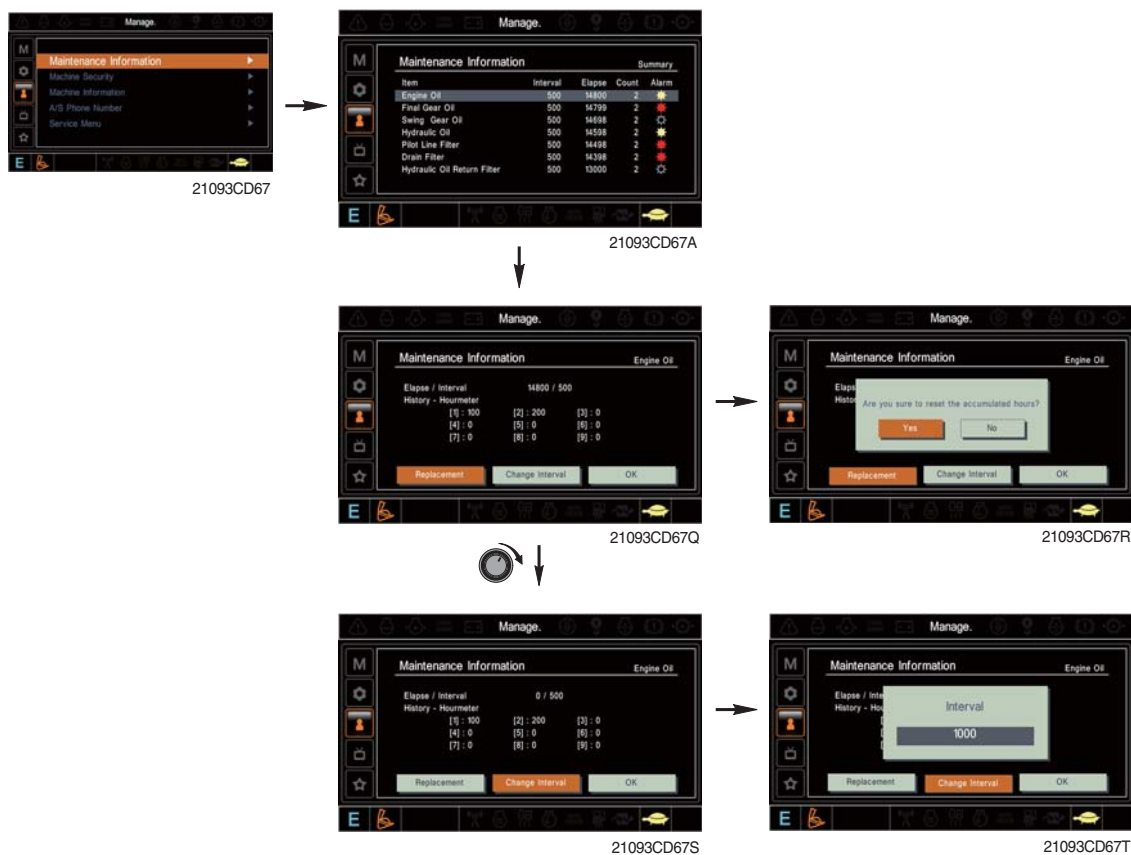 Manage.
M
Maintenance Information
Machine Security
Machine Information
A/S Phone Number
Service Menu
E
21093CD67
Manage.
M
Maintenance Information Summary
Item Interval Elapse Count Alarm
Engine Oil 500 14800 2
Final Gear Oil 500 14799 2
Swing Gear Oil 500 14698 2
Hydraulic Oil 500 14598 2
Pilot Line Filter 500 14498 2
Drain Filter 500 14398 2
Hydraulic Oil Return Filter 500 13000 2
E
21093CD67A
Manage.
M
Maintenance Information Engine Oil
Elapse / Interval 14800 / 500
History - Hourmeter
[1] : 100 [2] : 200 [3] : 0
[4] : 0 [5] : 0 [6] : 0
[7] : 0 [8] : 0 [9] : 0
Replacement Change Interval OK
E
21093CD67Q
Manage.
M
Maintenance Information Engine Oil
Elaps
Histo
Are you sure to reset the accumulated hours?
Yes No
Replacement Change Interval OK
E
21093CD67R
Manage.
M
Maintenance Information Engine Oil
Elapse / Interval 0 / 500
History - Hourmeter
[1] : 100 [2] : 200 [3] : 0
[4] : 0 [5] : 0 [6] : 0
[7] : 0 [8] : 0 [9] : 0
Replacement Change Interval OK
E
21093CD67S
Manage.
M
Maintenance Information Engine Oil
Elapse / Inte
History - Hou
Interval
1000
Replacement Change Interval OK
E
21093CD67T